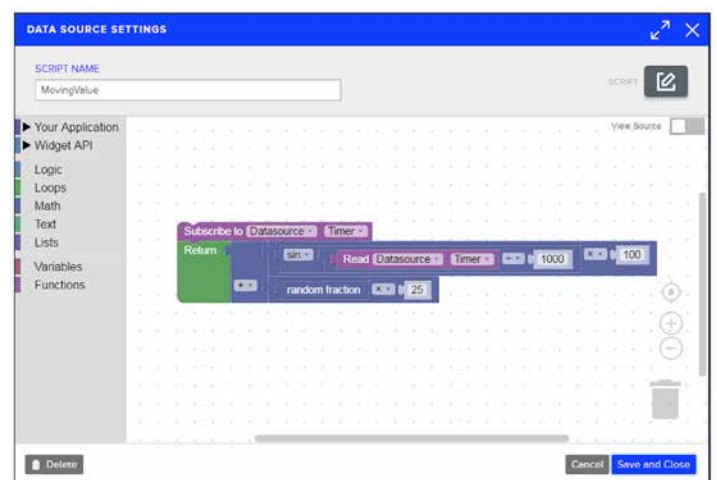 DATA SOURCE SETTINGS
SCRIPT NAME
MovingValue
SCRIPT
Your Application
Widget API
Logic
Loops
Math
Text
Lists
Variables
Functions
View Source
Subscribe to Datasource Timer
Return sin Read Datasource Timer ÷ 1000 × 100
+ random fraction × 25
Delete
Cancel Save and Close